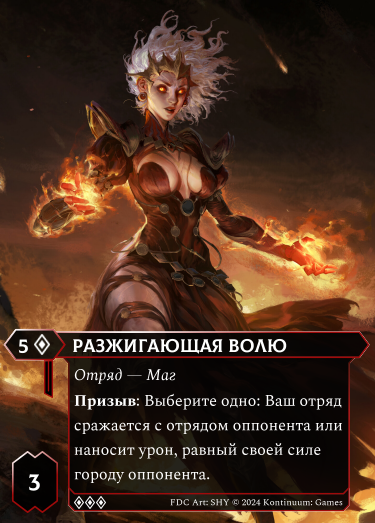 5 РАЗЖИГАЮЩАЯ ВОЛЮ
Отряд — Маг
Призыв: Выберите одно: Ваш отряд
сражается с отрядом оппонента или
наносит урон, равный своей силе
городу оппонента.
3
FDC Art: SHY © 2024 Kontinuum: Games